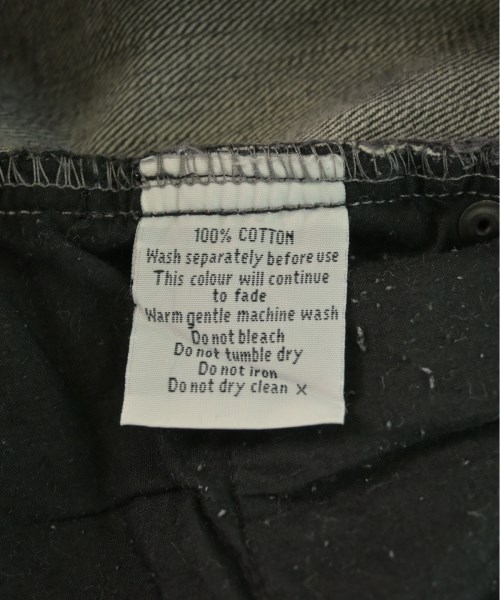 100% COTTON
Wash separately before use
This colour will continue
to fade
Warm gentle machine wash
Do not bleach
Do not tumble dry
Do not iron
Do not dry clean x